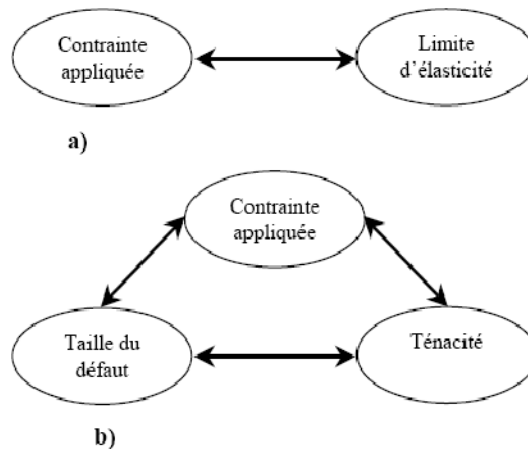 Contrainte
appliquée
Limite
d'élasticité
a)
Contrainte
appliquée
Taille du
défaut
Ténacité
b)